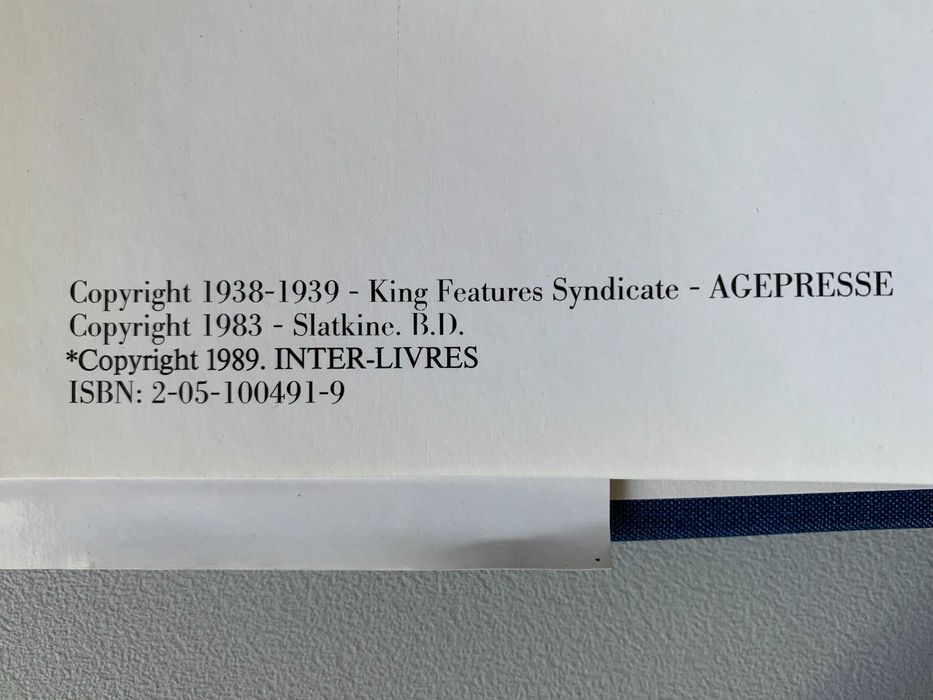 Copyright 1938-1939 - King Features Syndicate - AGEPRESSE
Copyright 1983 - Slatkine. B.D.
*Copyright 1989. INTER-LIVRES
ISBN: 2-05-100491-9